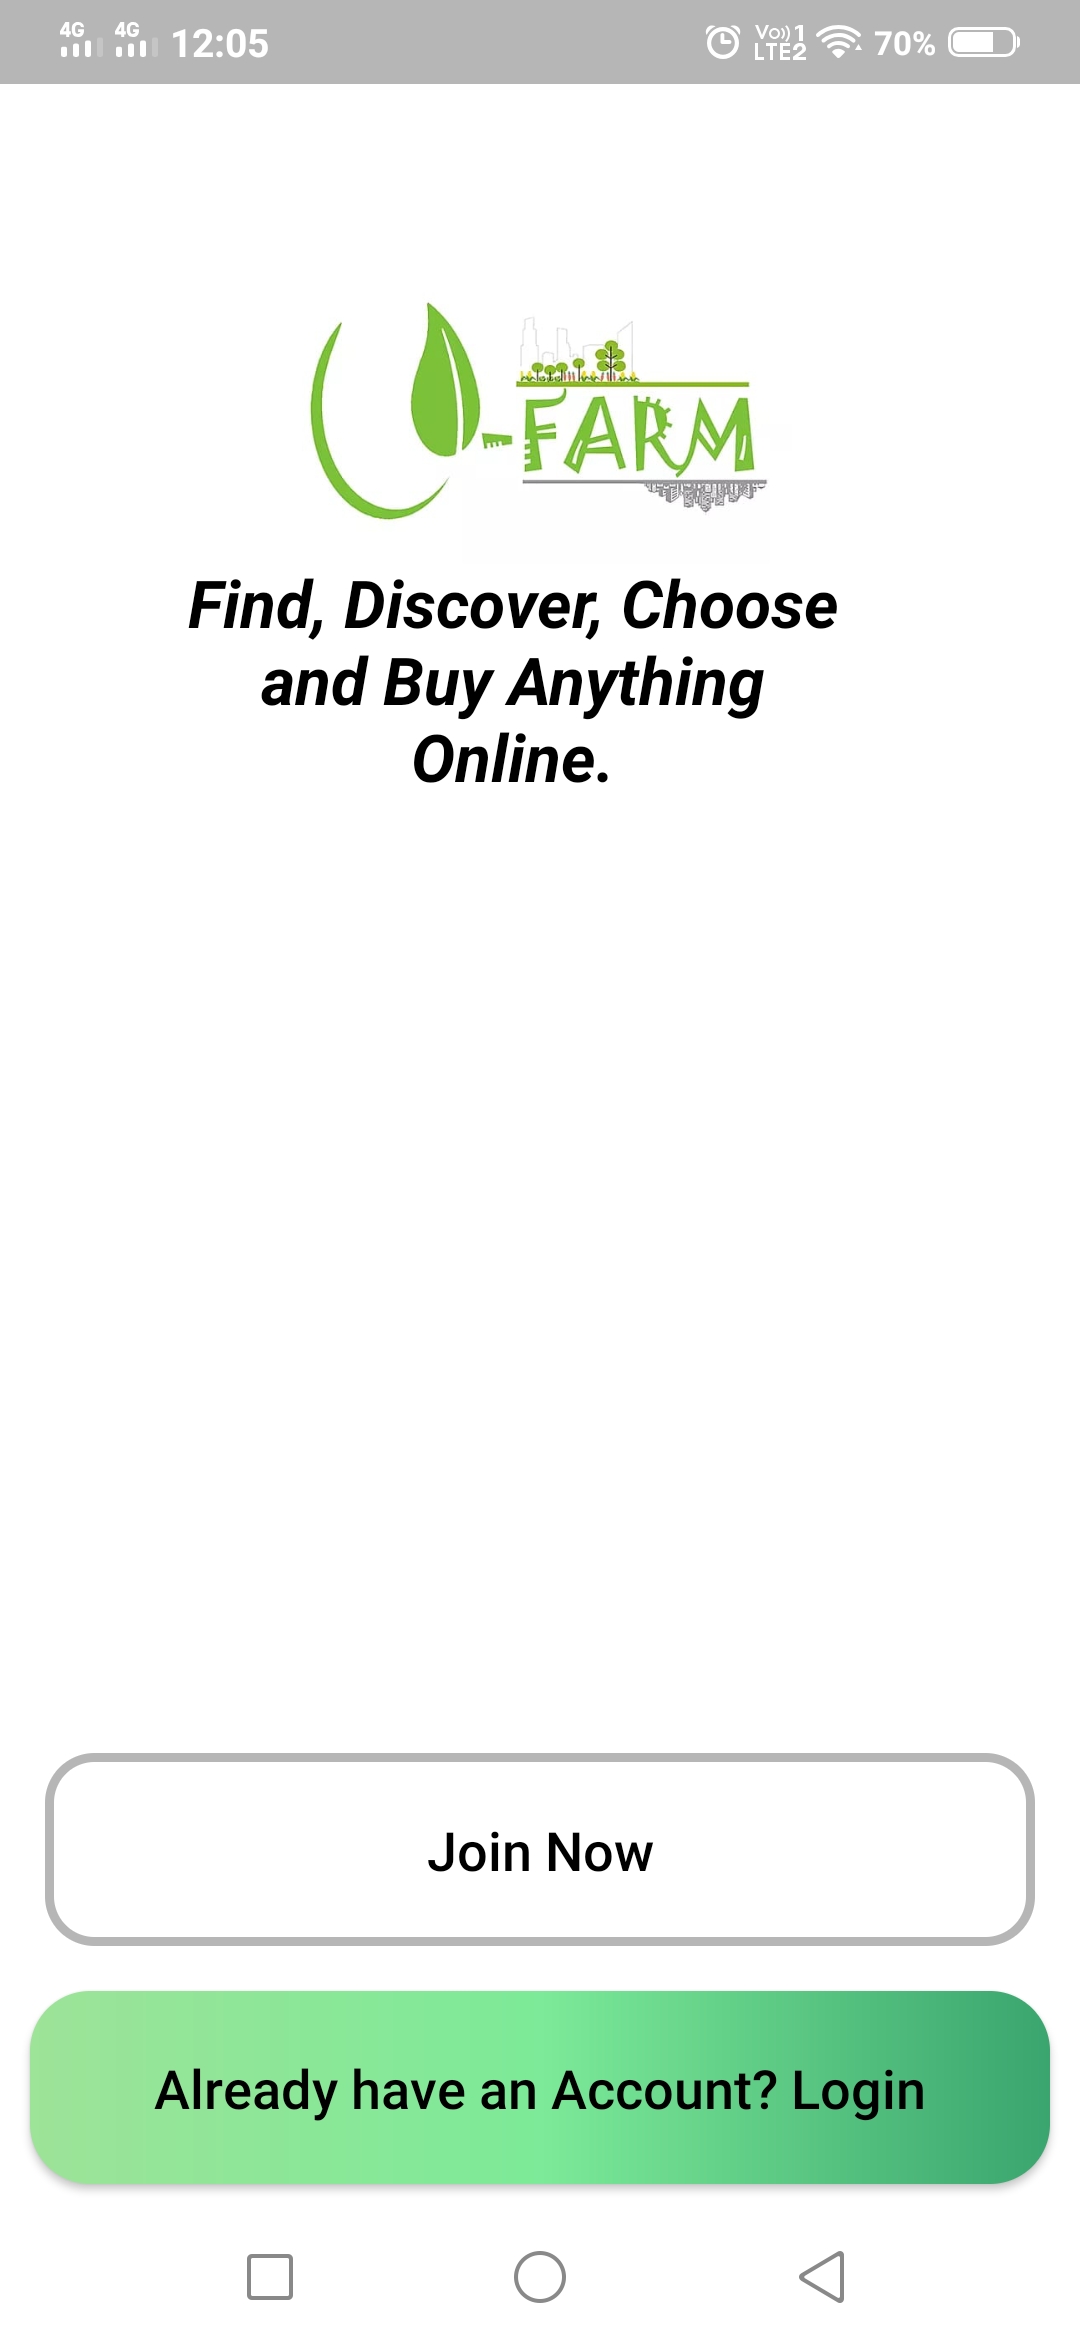 4G 4G 12:05 Vo)) 1 LTE2 70%
-FARM
Find, Discover, Choose
and Buy Anything
Online.
Join Now
Already have an Account? Login